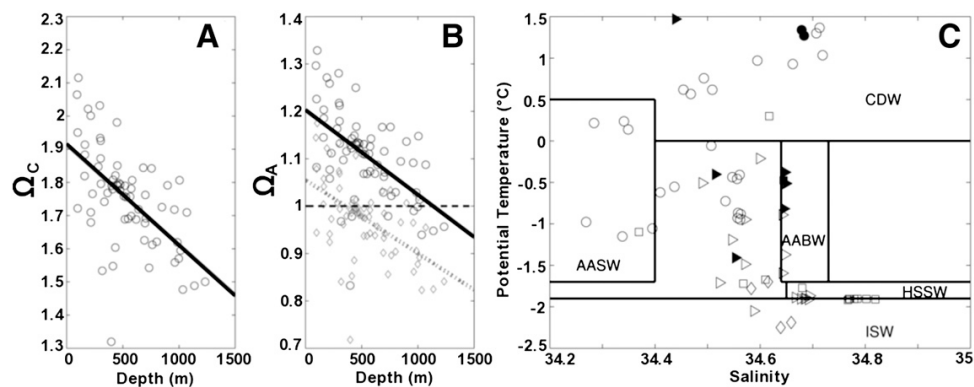 A
2.3
2.2
2.1
2
1.9
1.8
1.7
1.6
1.5
1.4
1.3
ΩC
0 500 1000 1500
Depth (m)
B
1.4
1.3
1.2
1.1
1
0.9
0.8
0.7
ΩA
0 500 1000 1500
Depth (m)
C
1.5
1
0.5
0
-0.5
-1
-1.5
-2
-2.5
Potential Temperature (°C)
CDW
AASW
AABW
HSSW
ISW
34.2 34.4 34.6 34.8 35
Salinity